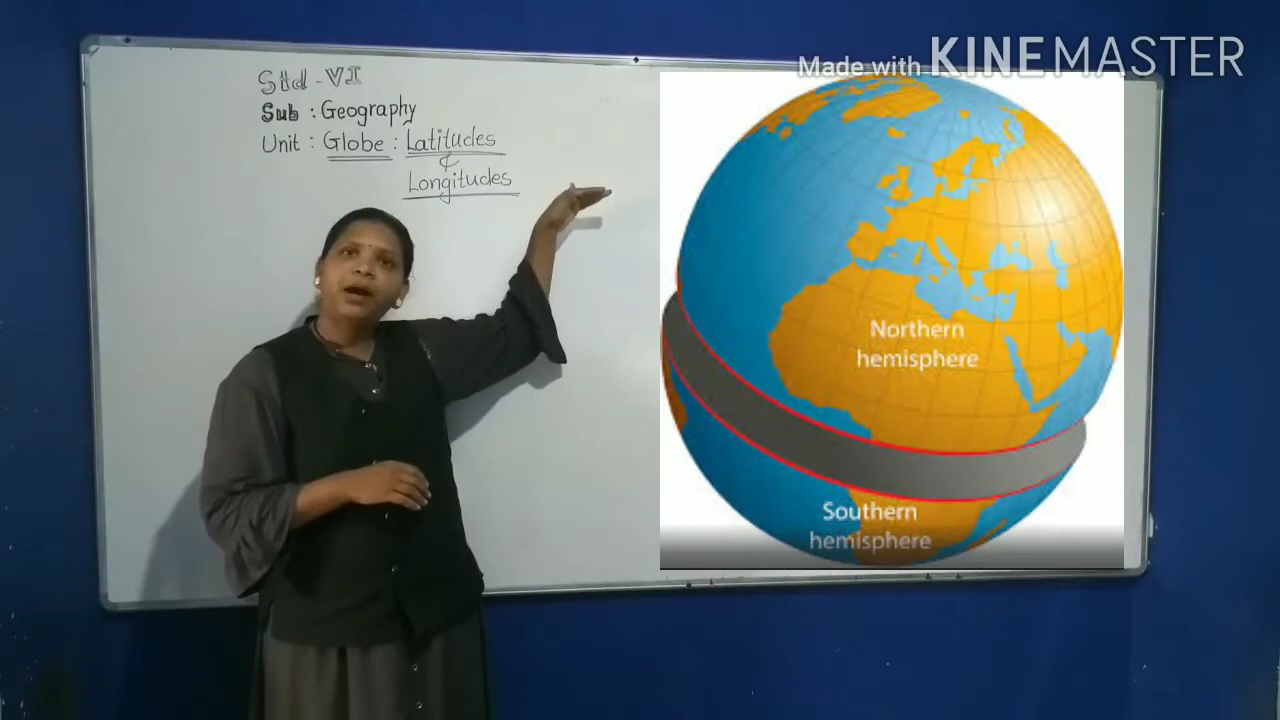 Made with KINEMASTER
Std - VI
Sub : Geography
Unit : Globe : Latitudes
&
Longitudes
Northern
hemisphere
Southern
hemisphere